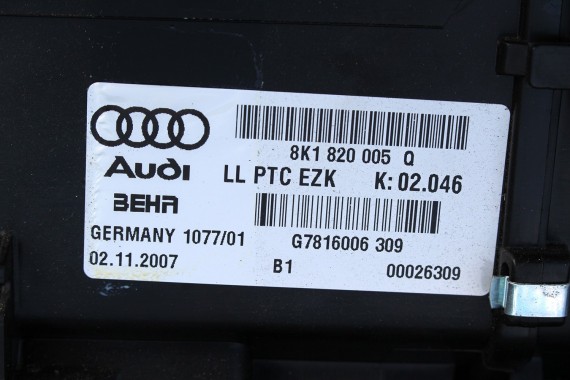 8K1 820 005 Q
Audi LL PTC EZK K: 02.046
BEHR
GERMANY 1077/01 G7816006 309
02.11.2007 B1 00026309